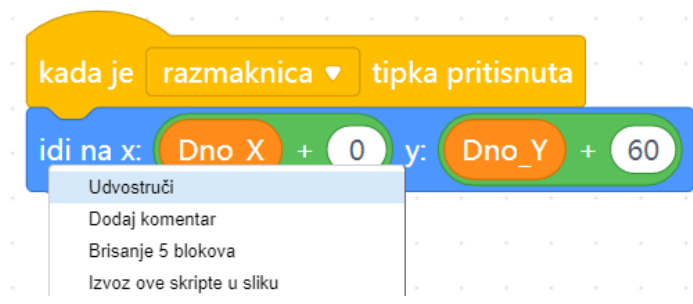 kada je razmaknica ▼ tipka pritisnuta
idi na x: Dno_X + 0 y: Dno_Y + 60
Udvostruči
Dodaj komentar
Brisanje 5 blokova
Izvoz ove skripte u sliku